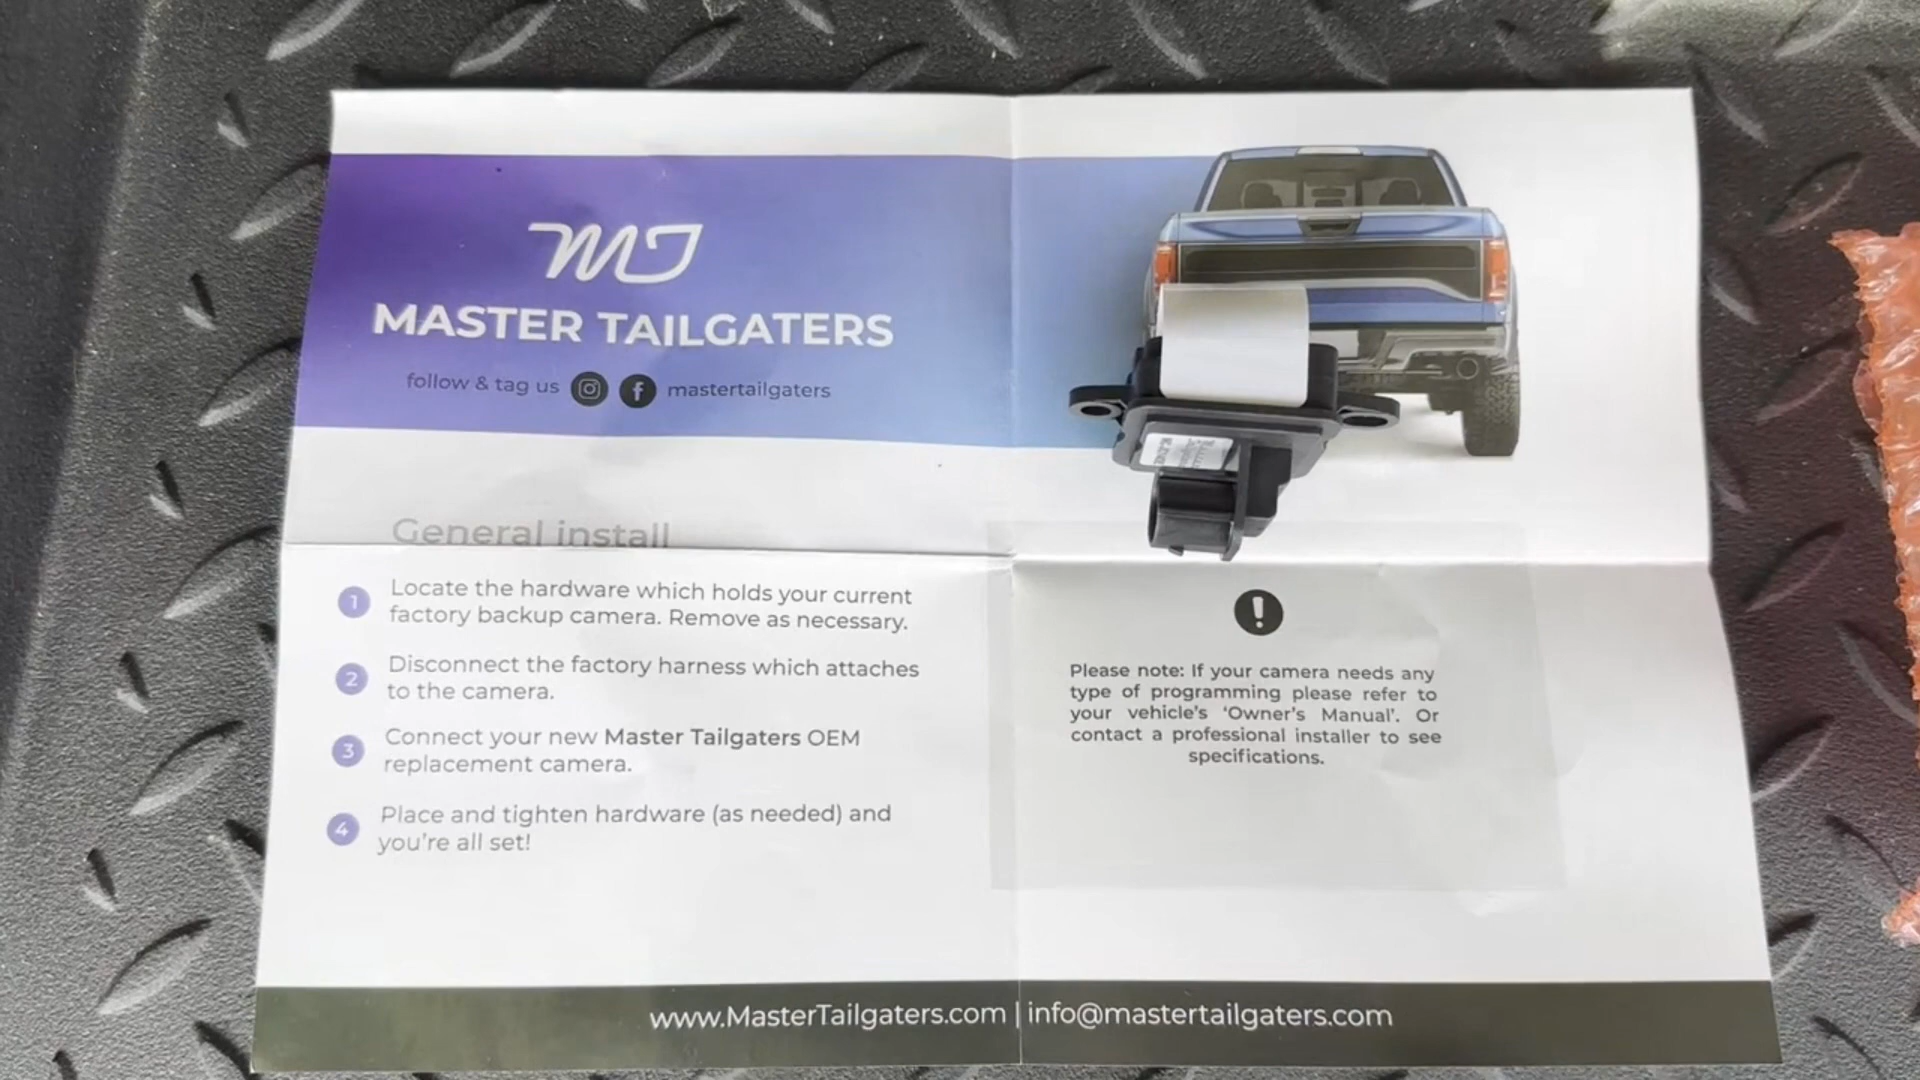 MJ
MASTER TAILGATERS
follow & tag us
mastertailgaters
General install
1
Locate the hardware which holds your current
factory backup camera. Remove as necessary.
2
Disconnect the factory harness which attaches
to the camera.
3
Connect your new Master Tailgaters OEM
replacement camera.
4
Place and tighten hardware (as needed) and
you're all set!
!
Please note: If your camera needs any
type of programming please refer to
your vehicle's 'Owner's Manual'. Or
contact a professional installer to see
specifications.
www.MasterTailgaters.com | info@mastertailgaters.com